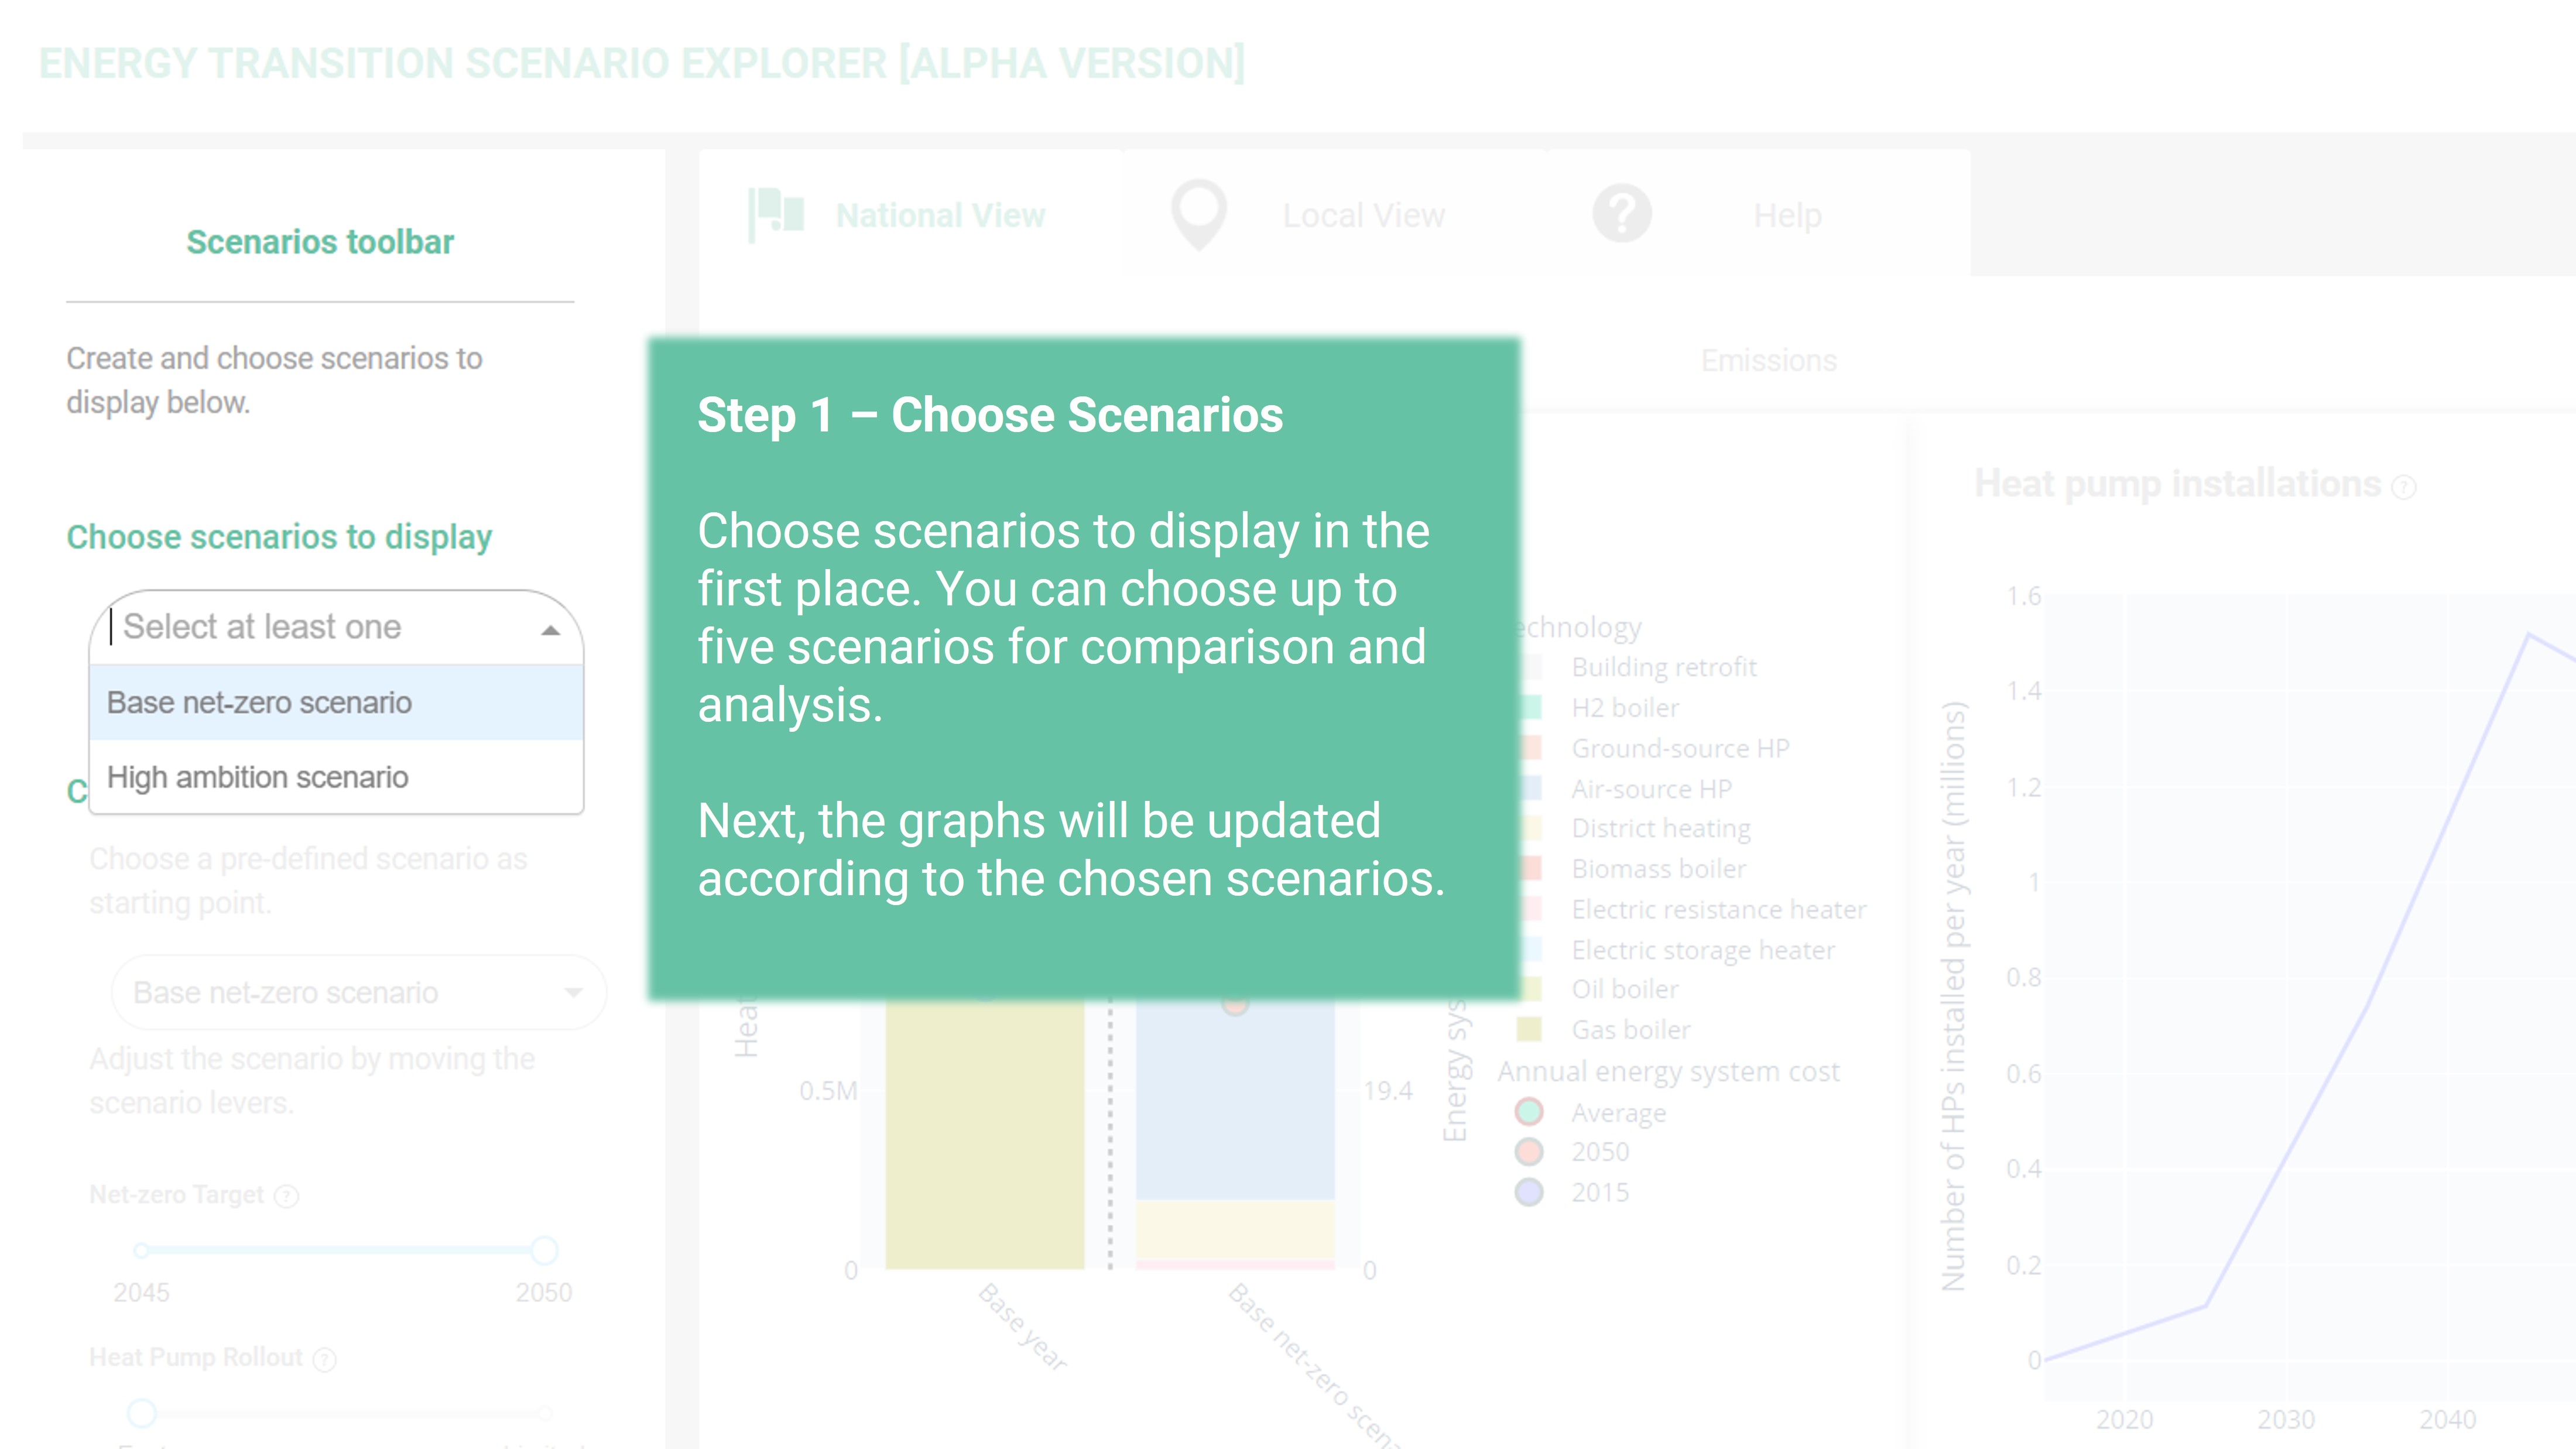 ENERGY TRANSITION SCENARIO EXPLORER [ALPHA VERSION]
Scenarios toolbar
Create and choose scenarios to
display below.
Choose scenarios to display
Select at least one
Base net-zero scenario
High ambition scenario
C
Choose a pre-defined scenario as
starting point.
Base net-zero scenario
Adjust the scenario by moving the
scenario levers.
Net-zero Target ?
2045
2050
Heat Pump Rollout ?
National View
Local View
? Help
Emissions
Step 1 – Choose Scenarios
Choose scenarios to display in the
first place. You can choose up to
five scenarios for comparison and
analysis.
Next, the graphs will be updated
according to the chosen scenarios.
Heat
0.5M
0
19.4
0
Energy sys
Base year
Base net-zero scena
echnology
Building retrofit
H2 boiler
Ground-source HP
Air-source HP
District heating
Biomass boiler
Electric resistance heater
Electric storage heater
Oil boiler
Gas boiler
Annual energy system cost
Average
2050
2015
Heat pump installations ?
Number of HPs installed per year (millions)
1.6
1.4
1.2
1
0.8
0.6
0.4
0.2
0
2020
2030
2040